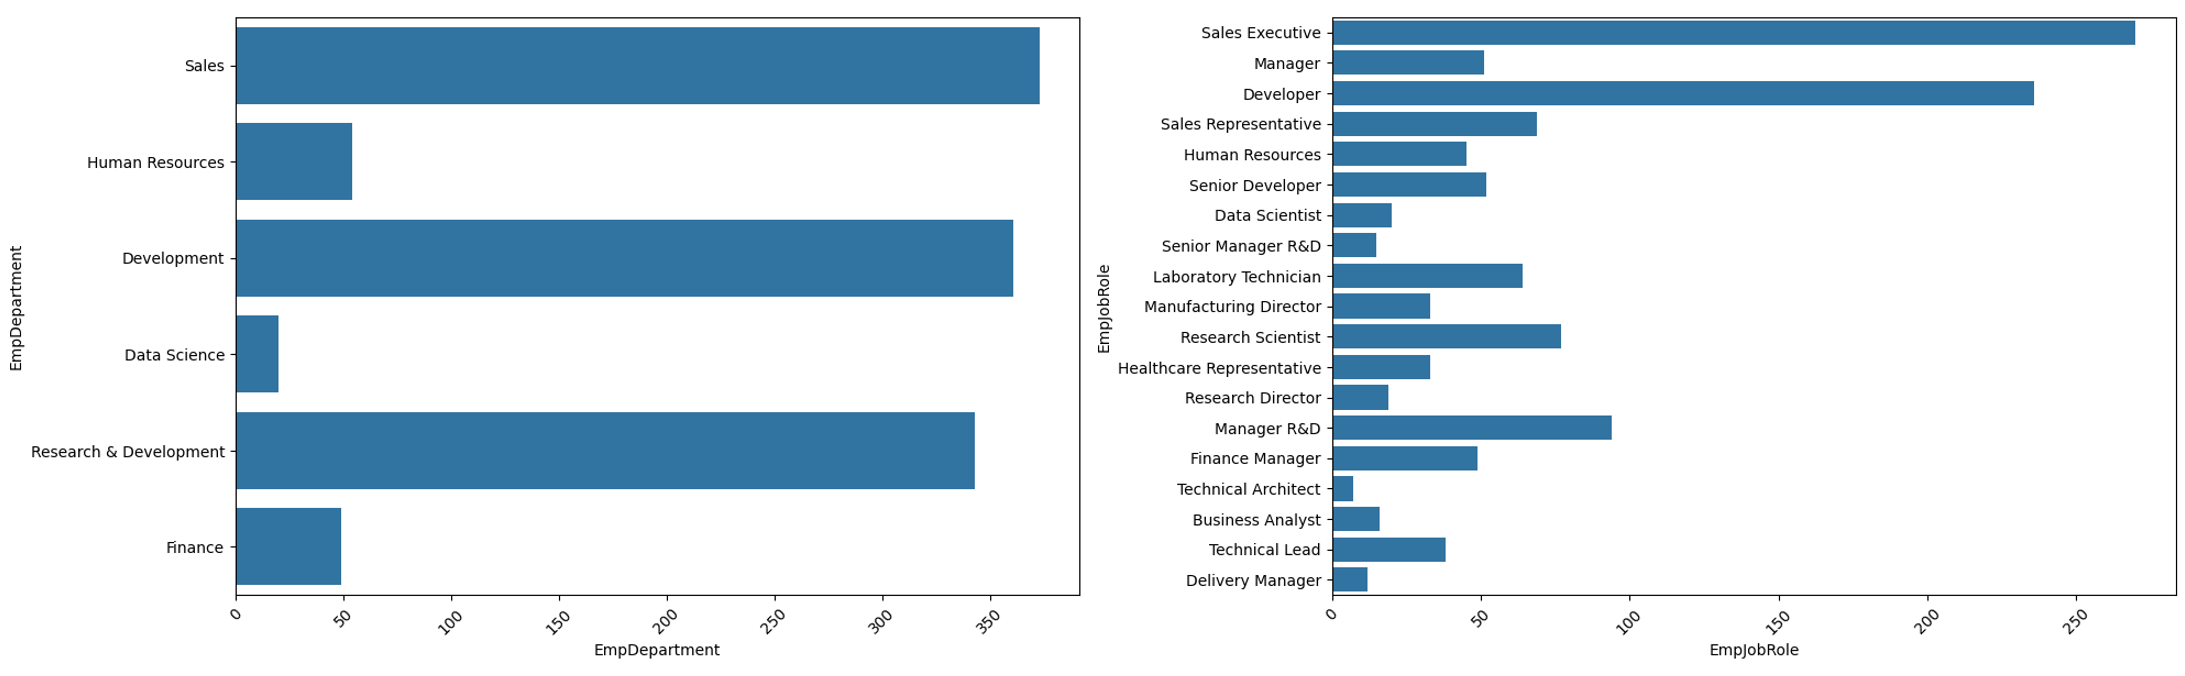 EmpDepartment
Sales
Human Resources
Development
Data Science
Research & Development
Finance
0
50
100
150
200
250
300
350
EmpDepartment
EmpJobRole
Sales Executive
Manager
Developer
Sales Representative
Human Resources
Senior Developer
Data Scientist
Senior Manager R&D
Laboratory Technician
Manufacturing Director
Research Scientist
Healthcare Representative
Research Director
Manager R&D
Finance Manager
Technical Architect
Business Analyst
Technical Lead
Delivery Manager
0
50
100
150
200
250
EmpJobRole